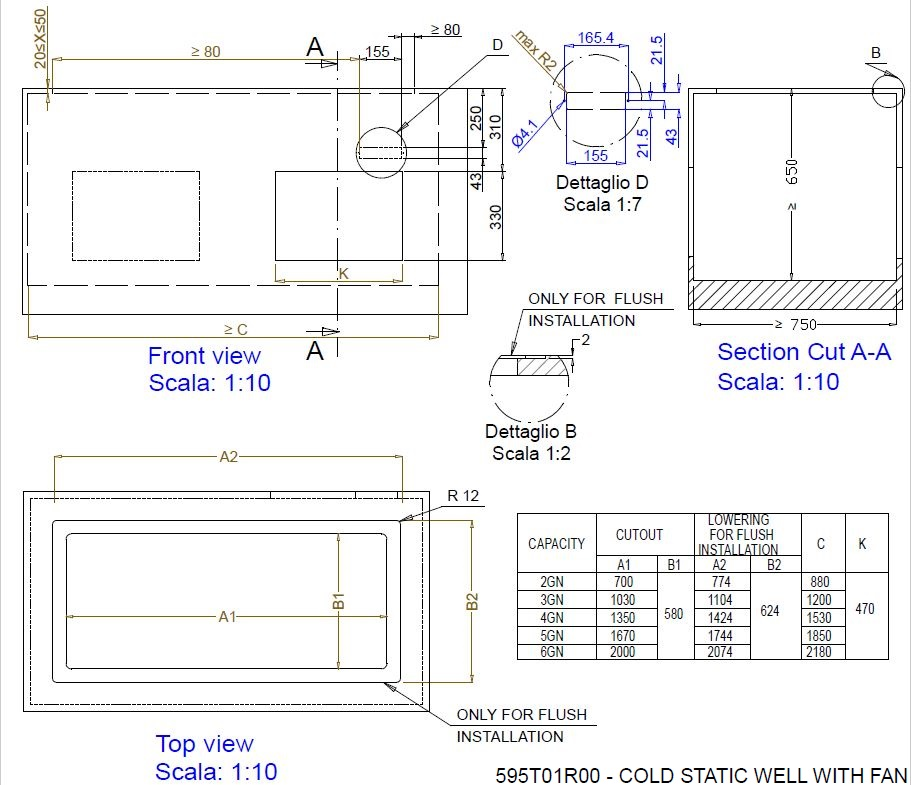 20≤X≤50
≥ 80
A
155
≥ 80
D
250
310
43
330
K
≥ C
A
Front view
Scala: 1:10
max R2
165.4
21.5
Ø4.1
155
21.5
43
Dettaglio D
Scala 1:7
B
≥ 650
≥ 750
Section Cut A-A
Scala: 1:10
ONLY FOR FLUSH
INSTALLATION
2
Dettaglio B
Scala 1:2
A2
R 12
A1
B1
B2
ONLY FOR FLUSH
INSTALLATION
Top view
Scala: 1:10
CAPACITY CUTOUT LOWERING FOR FLUSH INSTALLATION C K
A1 B1 A2 B2
2GN 700 774 880
3GN 1030 1104 1200
4GN 1350 580 1424 624 1530 470
5GN 1670 1744 1850
6GN 2000 2074 2180
595T01R00 - COLD STATIC WELL WITH FAN